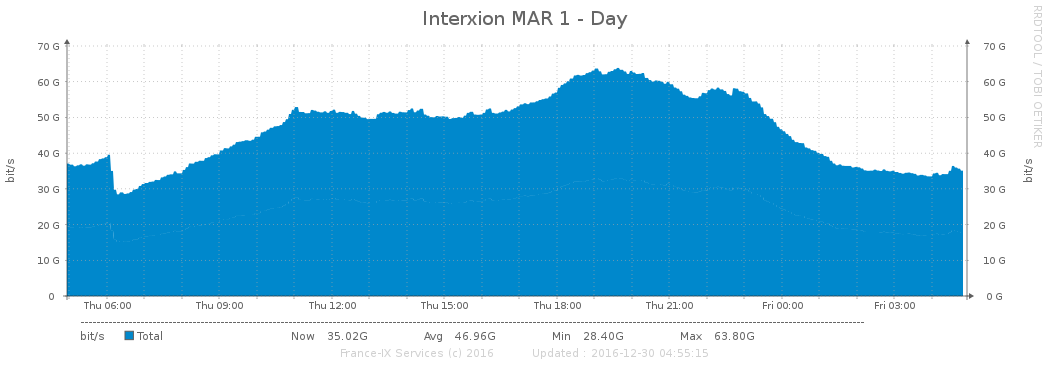 Interxion MAR 1 - Day
RRDTOOL / TOBI OETIKER
70 G 70 G
60 G 60 G
50 G 50 G
40 G 40 G
30 G 30 G
20 G 20 G
10 G 10 G
0 0 G
bit/s bit/s
Thu 06:00 Thu 09:00 Thu 12:00 Thu 15:00 Thu 18:00 Thu 21:00 Fri 00:00 Fri 03:00
bit/s Total Now 35.02G Avg 46.96G Min 28.40G Max 63.80G
France-IX Services (c) 2016 Updated : 2016-12-30 04:55:15